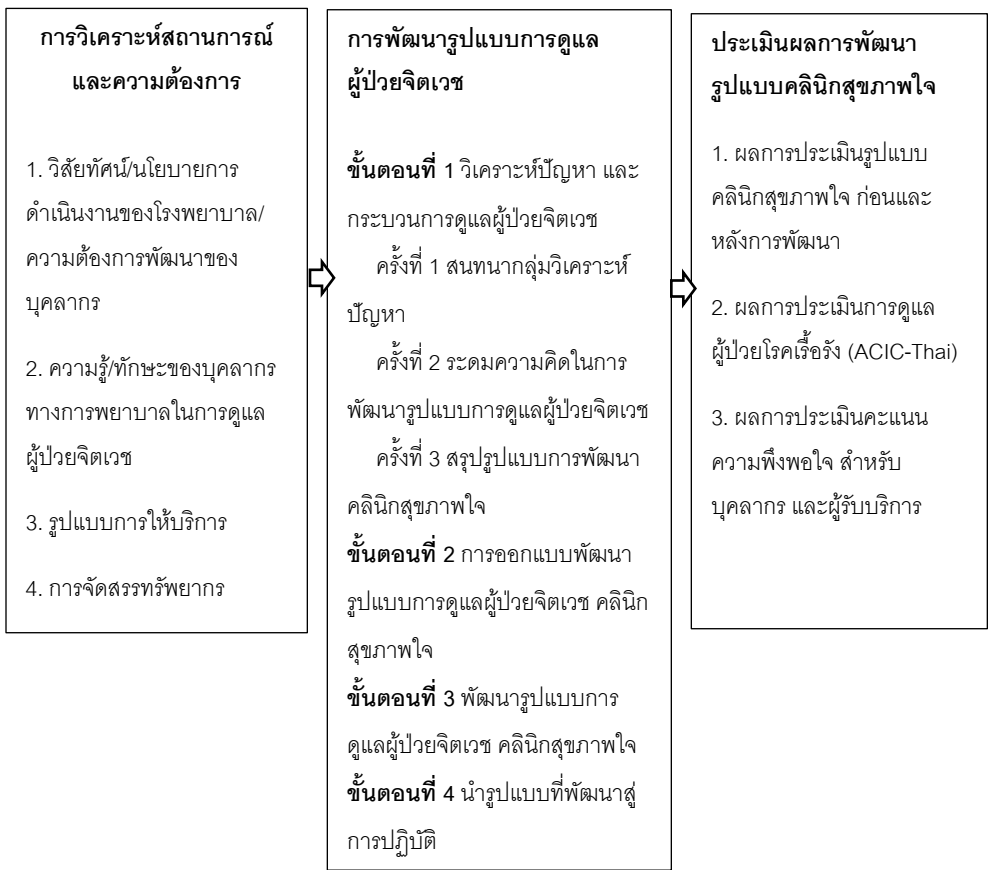 การวิเคราะห์สถานการณ์
และความต้องการ
1. วิสัยทัศน์/นโยบายการ
ดำเนินงานของโรงพยาบาล/
ความต้องการพัฒนาของ
บุคลากร
2. ความรู้/ทักษะของบุคลากร
ทางการพยาบาลในการดูแล
ผู้ป่วยจิตเวช
3. รูปแบบการให้บริการ
4. การจัดสรรทรัพยากร
การพัฒนารูปแบบการดูแล
ผู้ป่วยจิตเวช
ขั้นตอนที่ 1 วิเคราะห์ปัญหา และ
กระบวนการดูแลผู้ป่วยจิตเวช
ครั้งที่ 1 สนทนากลุ่มวิเคราะห์
ปัญหา
ครั้งที่ 2 ระดมความคิดในการ
พัฒนารูปแบบการดูแลผู้ป่วยจิตเวช
ครั้งที่ 3 สรุปรูปแบบการพัฒนา
คลินิกสุขภาพใจ
ขั้นตอนที่ 2 การออกแบบพัฒนา
รูปแบบการดูแลผู้ป่วยจิตเวช คลินิก
สุขภาพใจ
ขั้นตอนที่ 3 พัฒนารูปแบบการ
ดูแลผู้ป่วยจิตเวช คลินิกสุขภาพใจ
ขั้นตอนที่ 4 นำรูปแบบที่พัฒนาสู่
การปฏิบัติ
ประเมินผลการพัฒนา
รูปแบบคลินิกสุขภาพใจ
1. ผลการประเมินรูปแบบ
คลินิกสุขภาพใจ ก่อนและ
หลังการพัฒนา
2. ผลการประเมินการดูแล
ผู้ป่วยโรคเรื้อรัง (ACIC-Thai)
3. ผลการประเมินคะแนน
ความพึงพอใจ สำหรับ
บุคลากร และผู้รับบริการ